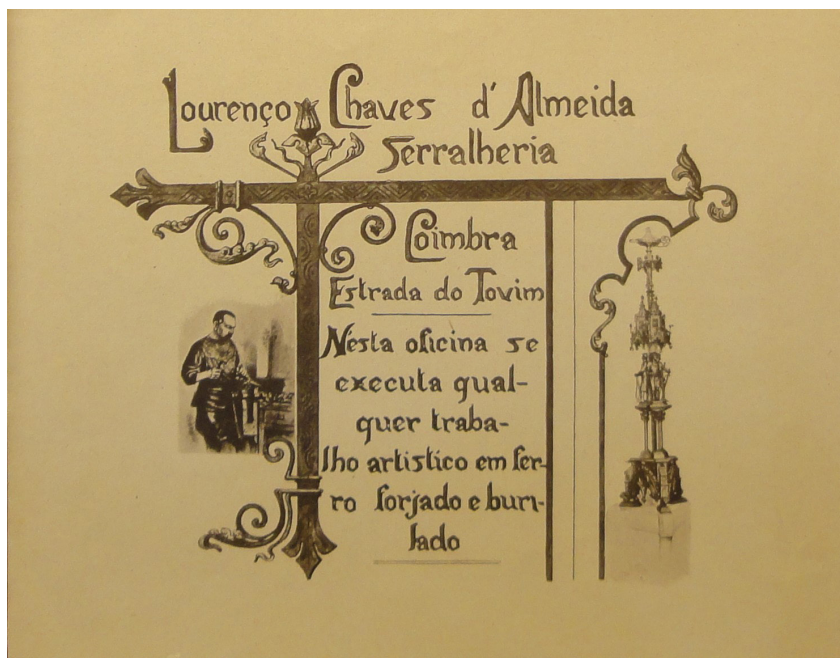 Lourenço Chaves d'Almeida
Serralheria
Coimbra
Estrada do Tovim
Nésta oficina se
executa qual-
quer traba-
lho artistico em fer-
ro forjado e buri-
lado